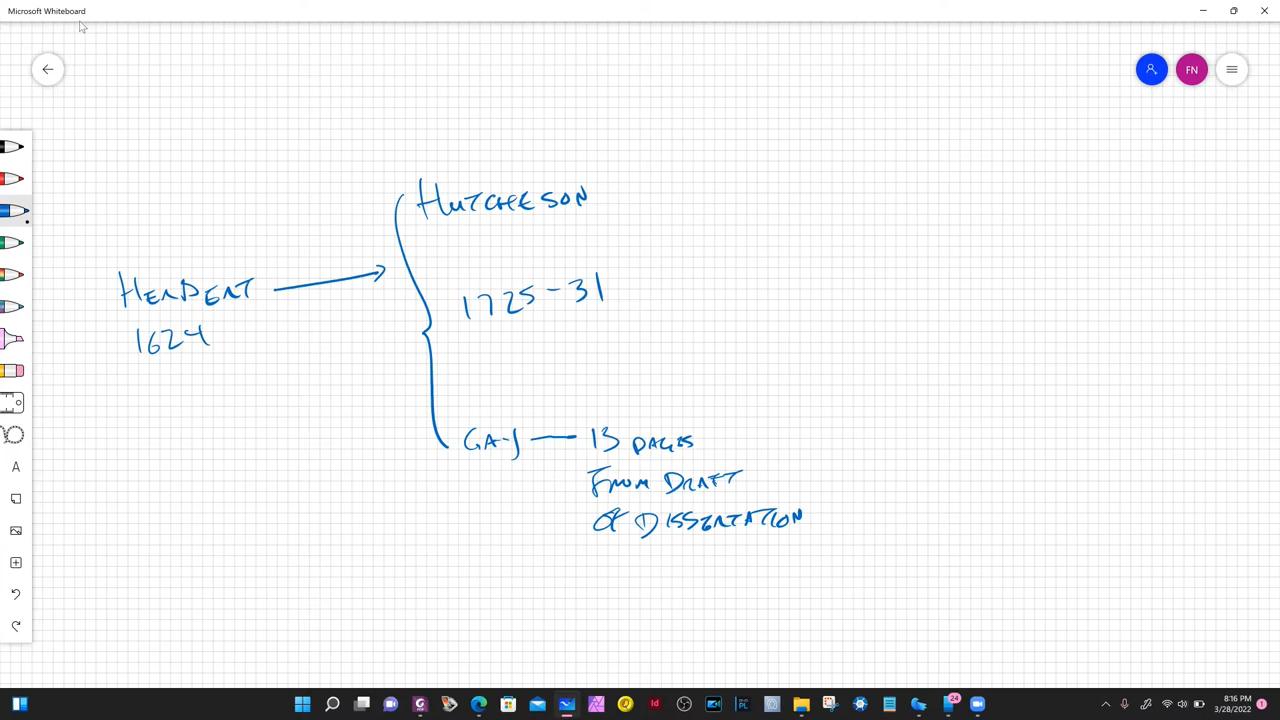 Microsoft Whiteboard
FN
HUTCHESON
HERBERT
1624
1725-31
GAY — 13 PAGES
FROM DRAFT
OF DISSERTATION
A
24
8:16 PM
3/28/2022